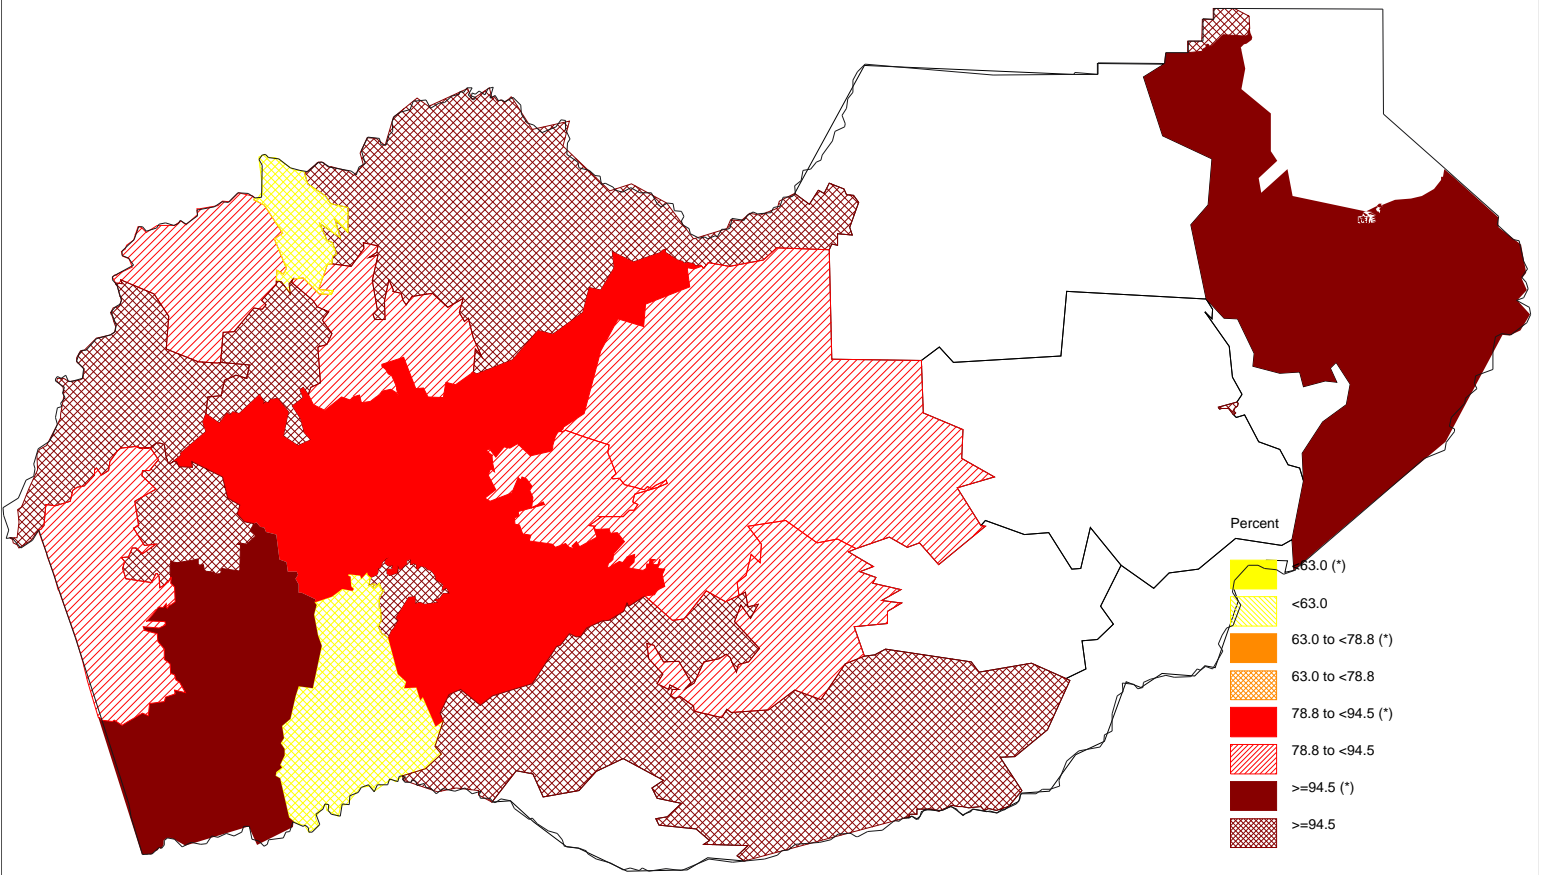 Percent
<63.0 (*)
<63.0
63.0 to <78.8 (*)
63.0 to <78.8
78.8 to <94.5 (*)
78.8 to <94.5
>=94.5 (*)
>=94.5